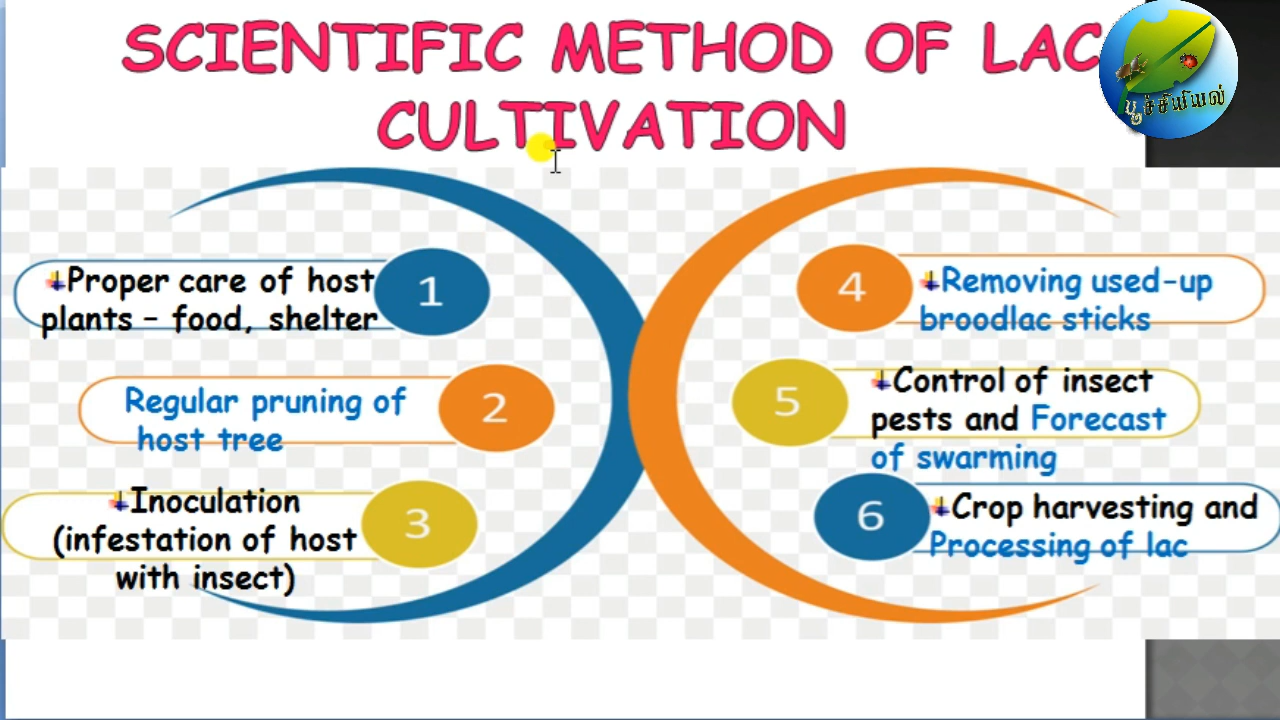 SCIENTIFIC METHOD OF LAC
CULTIVATION
பூச்சியியல்
Proper care of host
plants – food, shelter
1
Regular pruning of
host tree
2
Inoculation
(infestation of host
with insect)
3
4
Removing used-up
broodlac sticks
5
Control of insect
pests and Forecast
of swarming
6
Crop harvesting and
Processing of lac